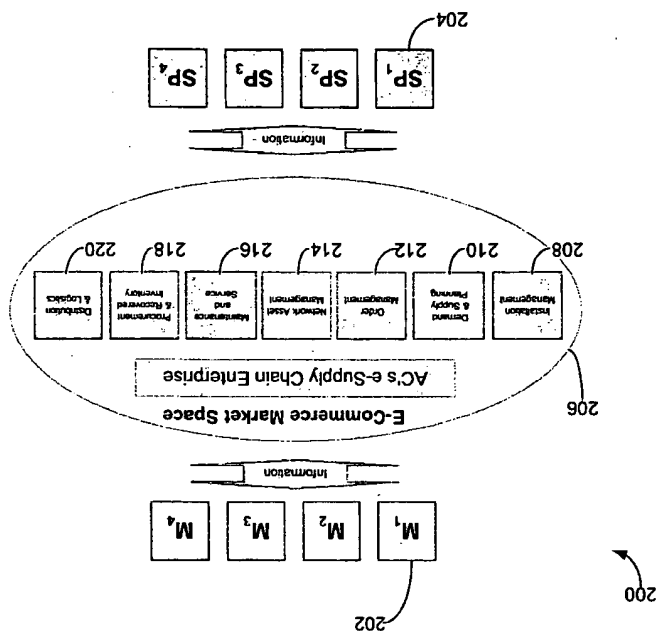 202
200
M1 M2 M3 M4
Information
E-Commerce Market Space
206
AC's e-Supply Chain Enterprise
Installation
Management
Demand
& Supply
Planning
Order
Management
Network Asset
Management
Maintenance
and
Service
Procurement
& Recovered
Inventory
Distribution
& Logistics
208 210 212 214 216 218 220
Information
SP1 SP2 SP3 SP4
204